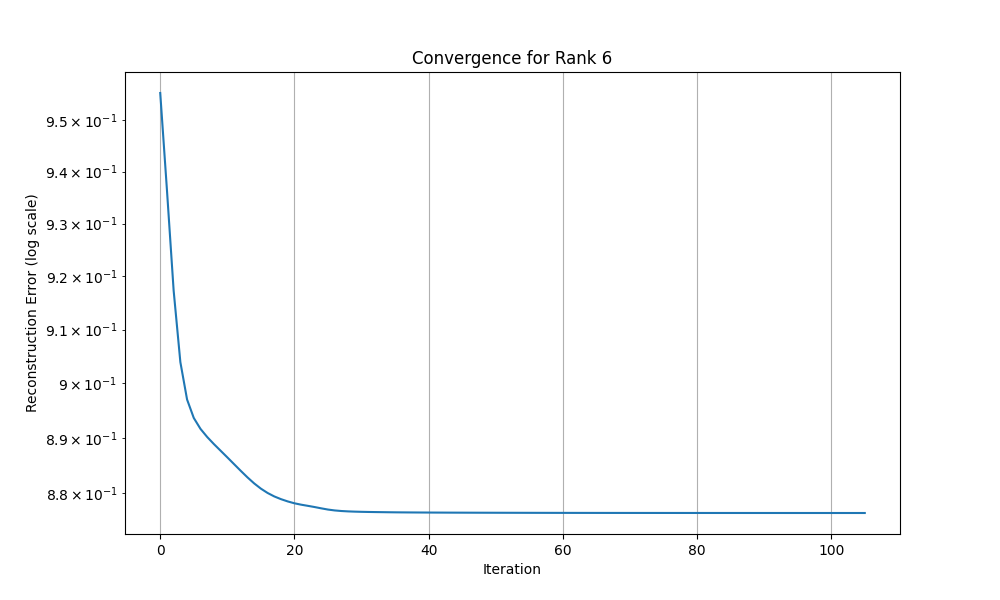 Convergence for Rank 6
Reconstruction Error (log scale)
9.5 × 10⁻¹
9.4 × 10⁻¹
9.3 × 10⁻¹
9.2 × 10⁻¹
9.1 × 10⁻¹
9 × 10⁻¹
8.9 × 10⁻¹
8.8 × 10⁻¹
0 20 40 60 80 100
Iteration